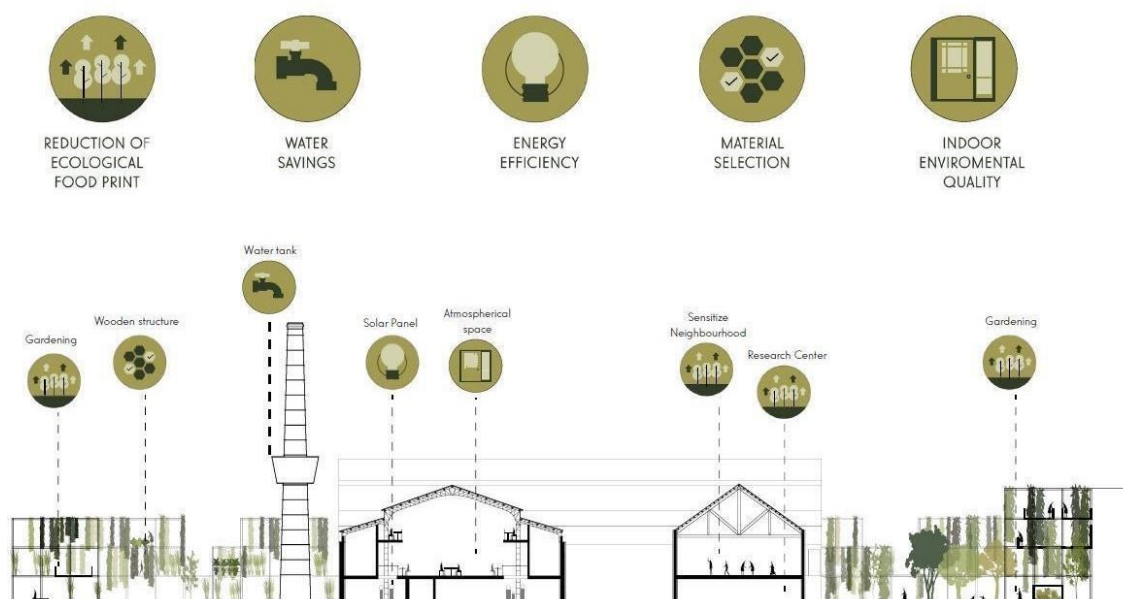 REDUCTION OF
ECOLOGICAL
FOOD PRINT
WATER
SAVINGS
ENERGY
EFFICIENCY
MATERIAL
SELECTION
INDOOR
ENVIROMENTAL
QUALITY
Water tank
Gardening
Wooden structure
Solar Panel
Atmospherical
space
Sensitize
Neighbourhood
Research Center
Gardening